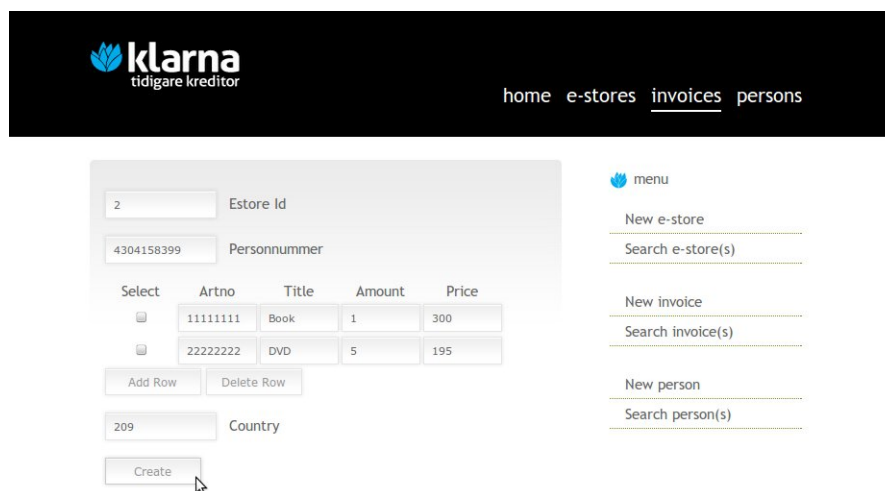 klarna
tidigare kreditor
home e-stores invoices persons
2 Estore Id
4304158399 Personnummer
Select Artno Title Amount Price
11111111 Book 1 300
22222222 DVD 5 195
Add Row Delete Row
209 Country
Create
menu
New e-store
Search e-store(s)
New invoice
Search invoice(s)
New person
Search person(s)